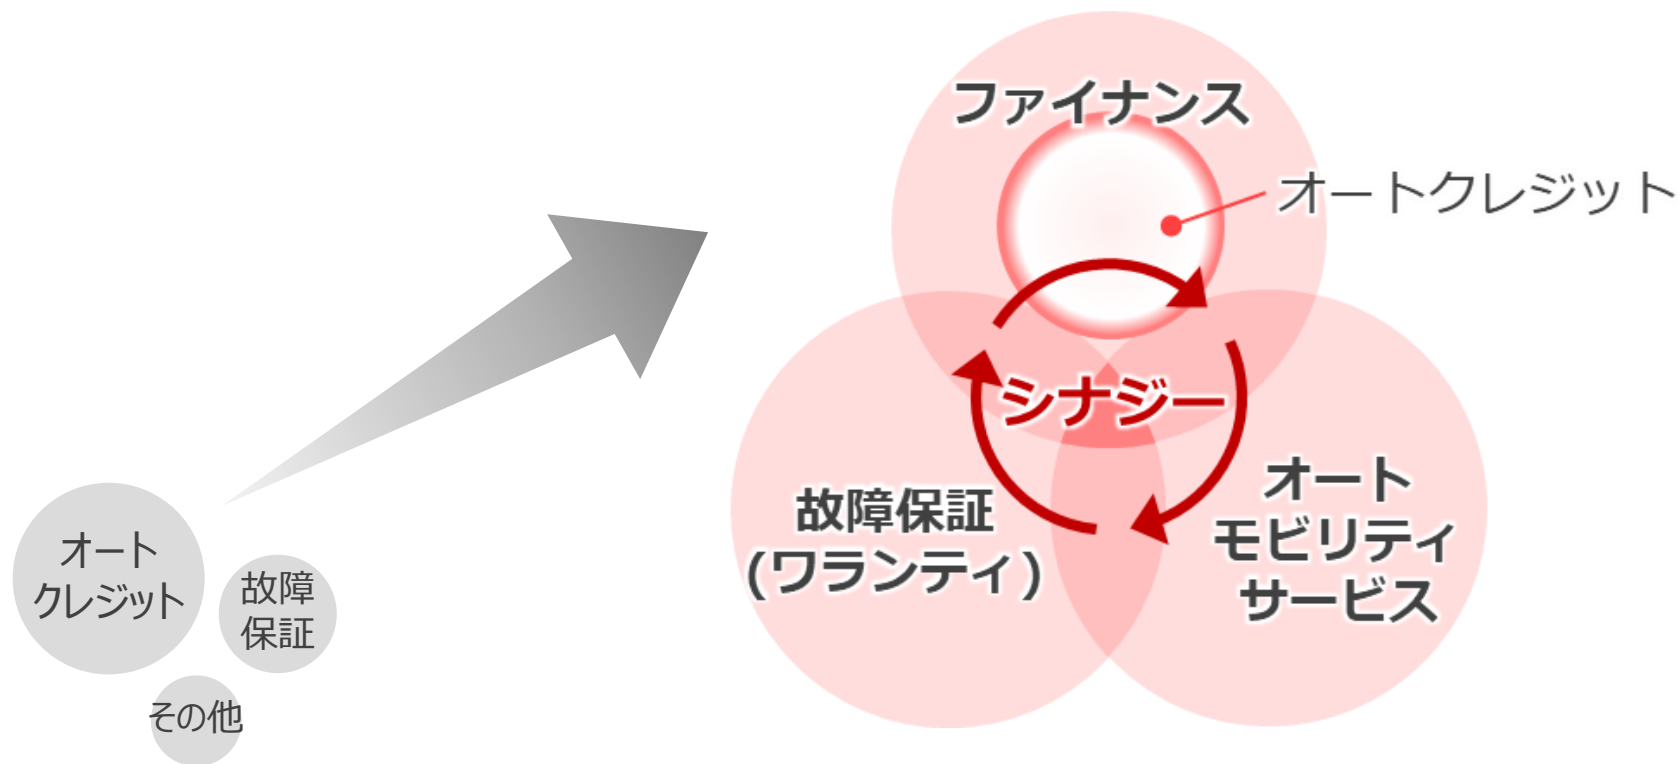 ファイナンス
オートクレジット
シナジー
故障保証
(ワランティ)
オート
モビリティ
サービス
オート
クレジット
故障
保証
その他